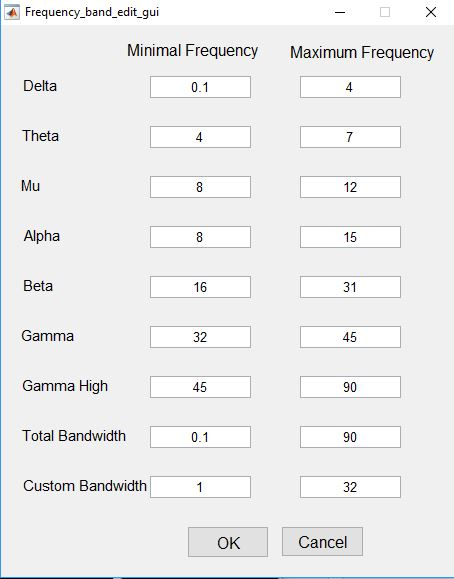 Frequency_band_edit_gui
Minimal Frequency Maximum Frequency
Delta 0.1 4
Theta 4 7
Mu 8 12
Alpha 8 15
Beta 16 31
Gamma 32 45
Gamma High 45 90
Total Bandwidth 0.1 90
Custom Bandwidth 1 32
OK Cancel